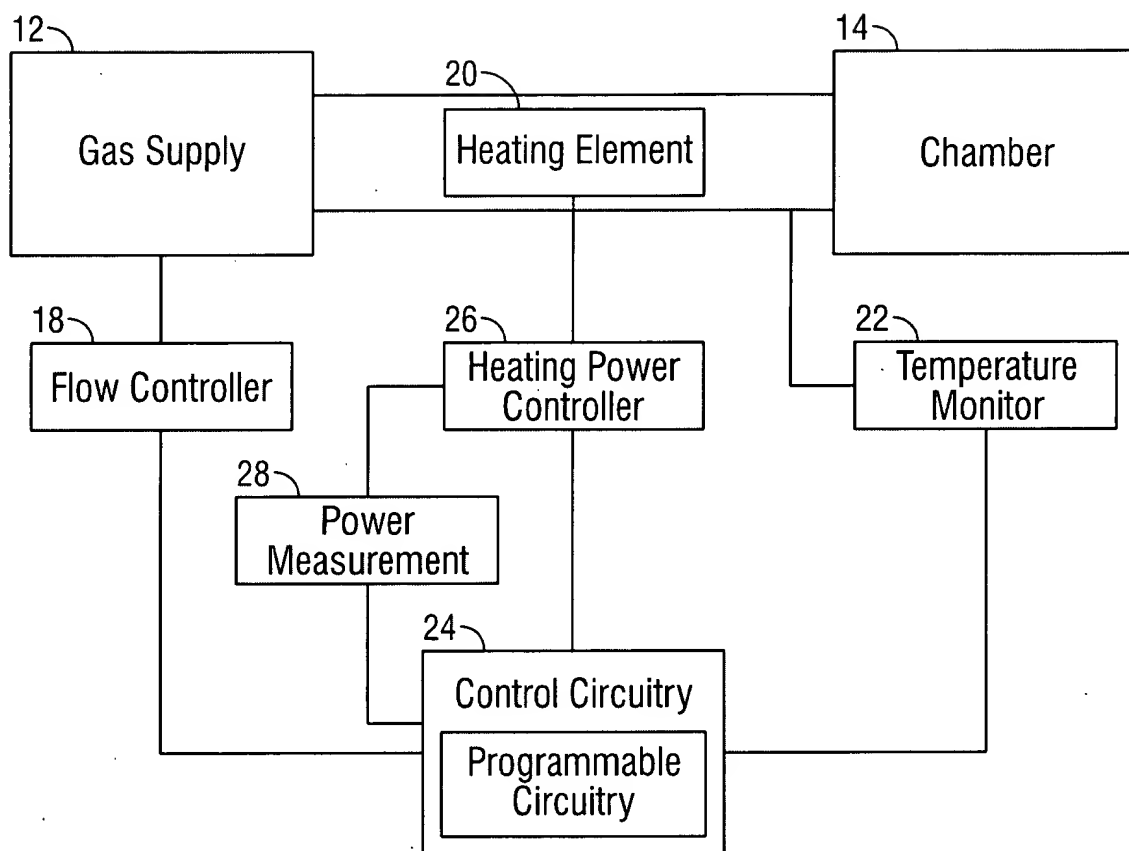 12
14
20
Gas Supply
Heating Element
Chamber
18
26
22
Flow Controller
Heating Power
Controller
Temperature
Monitor
28
Power
Measurement
24
Control Circuitry
Programmable
Circuitry